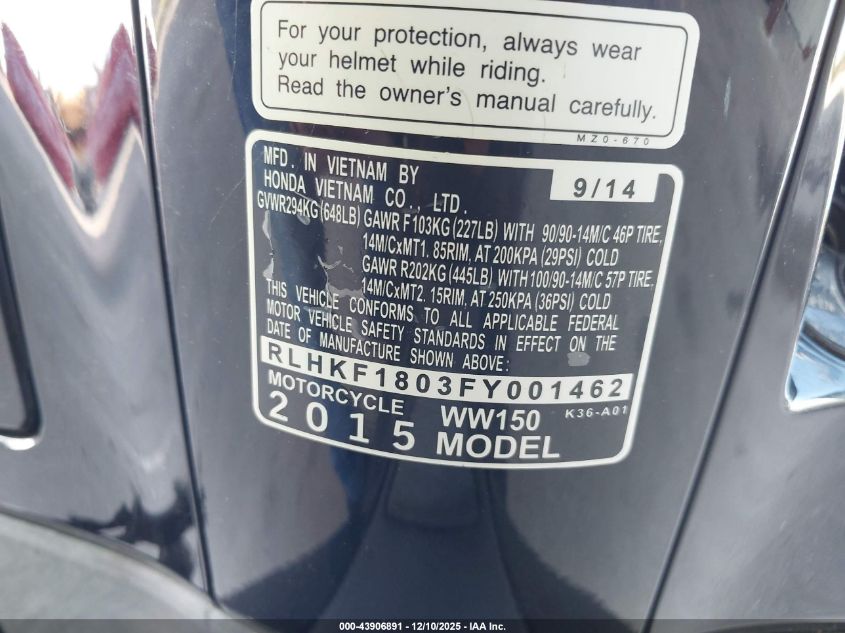 For your protection, always wear
your helmet while riding.
Read the owner's manual carefully.
MZ0-670
MFD. IN VIETNAM BY
HONDA VIETNAM CO., LTD.
9/14
GVWR294KG (648LB) GAWR F 103KG (227LB) WITH 90/90-14M/C 46P TIRE,
14M/CxMT1. 85RIM, AT 200KPA (29PSI) COLD
GAWR R202KG (445LB) WITH 100/90-14M/C 57P TIRE,
14M/CxMT2. 15RIM, AT 250KPA (36PSI) COLD
THIS VEHICLE CONFORMS TO ALL APPLICABLE FEDERAL
MOTOR VEHICLE SAFETY STANDARDS IN EFFECT ON THE
DATE OF MANUFACTURE SHOWN ABOVE:
RLHKF1803FY001462
MOTORCYCLE WW150 K36-A01
2015 MODEL
000-43906891 - 12/10/2025 - IAA Inc.